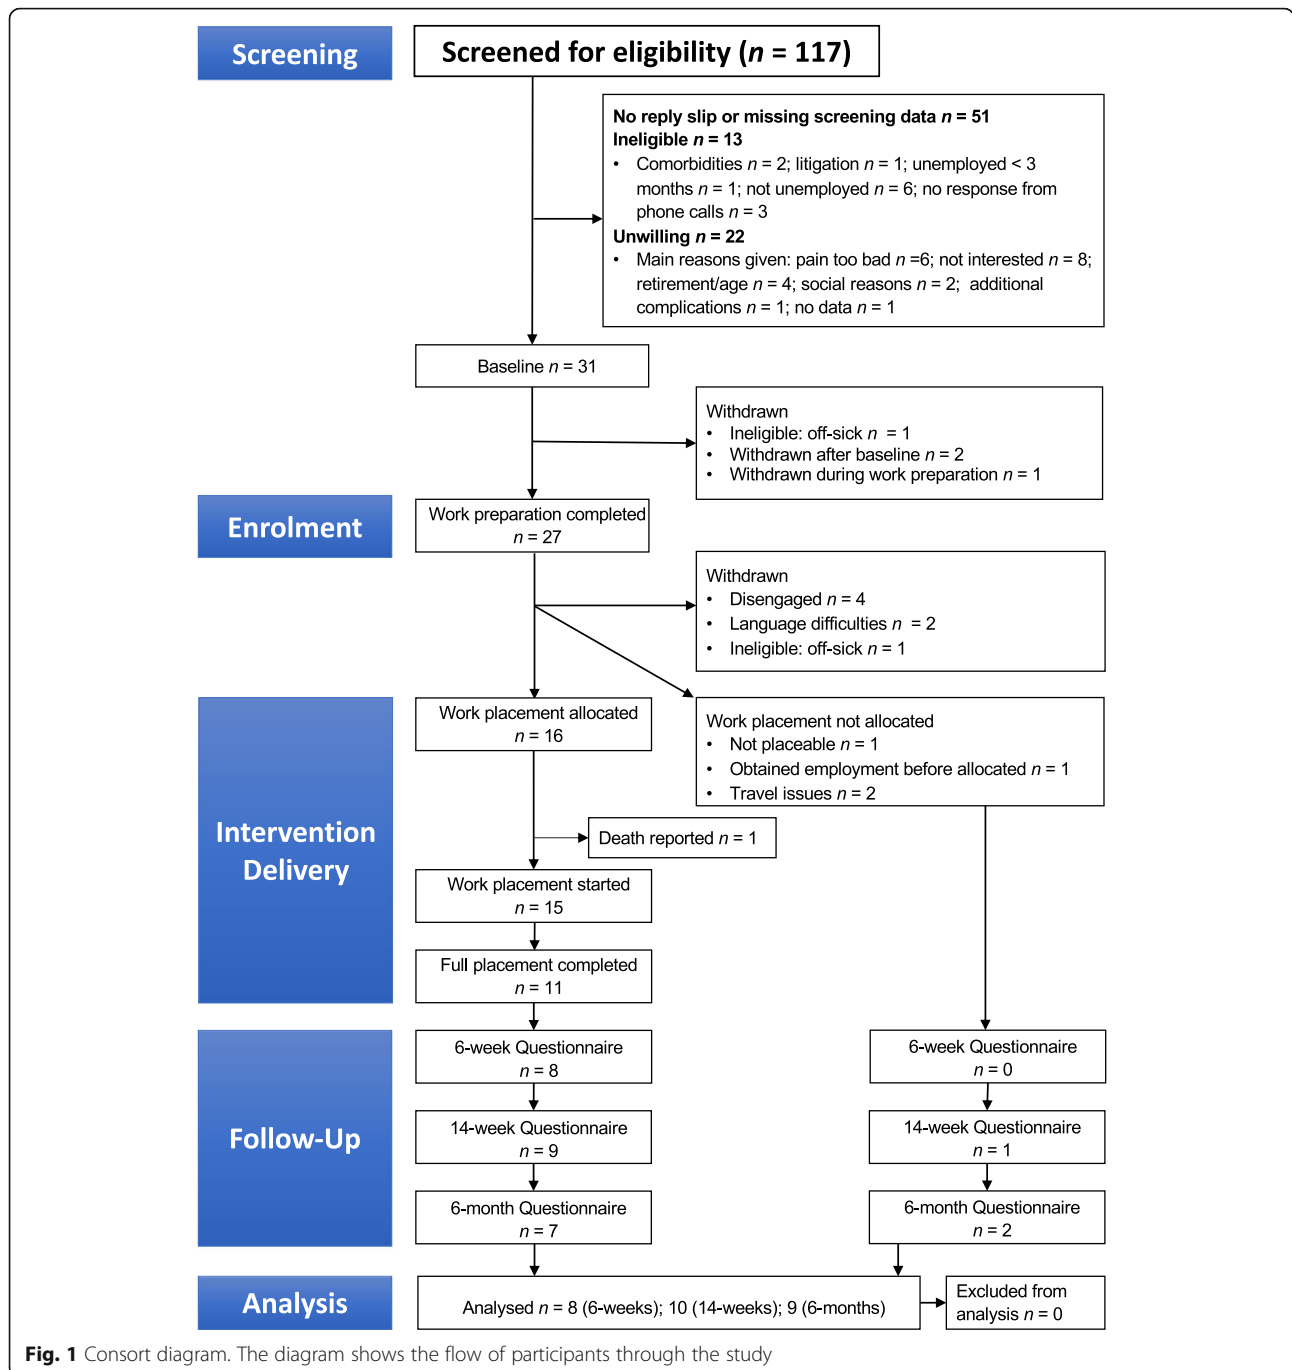 Screening
Screened for eligibility (n = 117)
No reply slip or missing screening data n = 51
Ineligible n = 13
• Comorbidities n = 2; litigation n = 1; unemployed < 3
months n = 1; not unemployed n = 6; no response from
phone calls n = 3
Unwilling n = 22
• Main reasons given: pain too bad n =6; not interested n = 8;
retirement/age n = 4; social reasons n = 2; additional
complications n = 1; no data n = 1
Baseline n = 31
Withdrawn
• Ineligible: off-sick n = 1
• Withdrawn after baseline n = 2
• Withdrawn during work preparation n = 1
Enrolment
Work preparation completed
n = 27
Withdrawn
• Disengaged n = 4
• Language difficulties n = 2
• Ineligible: off-sick n = 1
Intervention
Delivery
Work placement allocated
n = 16
Work placement not allocated
• Not placeable n = 1
• Obtained employment before allocated n = 1
• Travel issues n = 2
Death reported n = 1
Work placement started
n = 15
Full placement completed
n = 11
Follow-Up
6-week Questionnaire
n = 8
6-week Questionnaire
n = 0
14-week Questionnaire
n = 9
14-week Questionnaire
n = 1
6-month Questionnaire
n = 7
6-month Questionnaire
n = 2
Analysis
Analysed n = 8 (6-weeks); 10 (14-weeks); 9 (6-months)
Excluded from
analysis n = 0
Fig. 1 Consort diagram. The diagram shows the flow of participants through the study